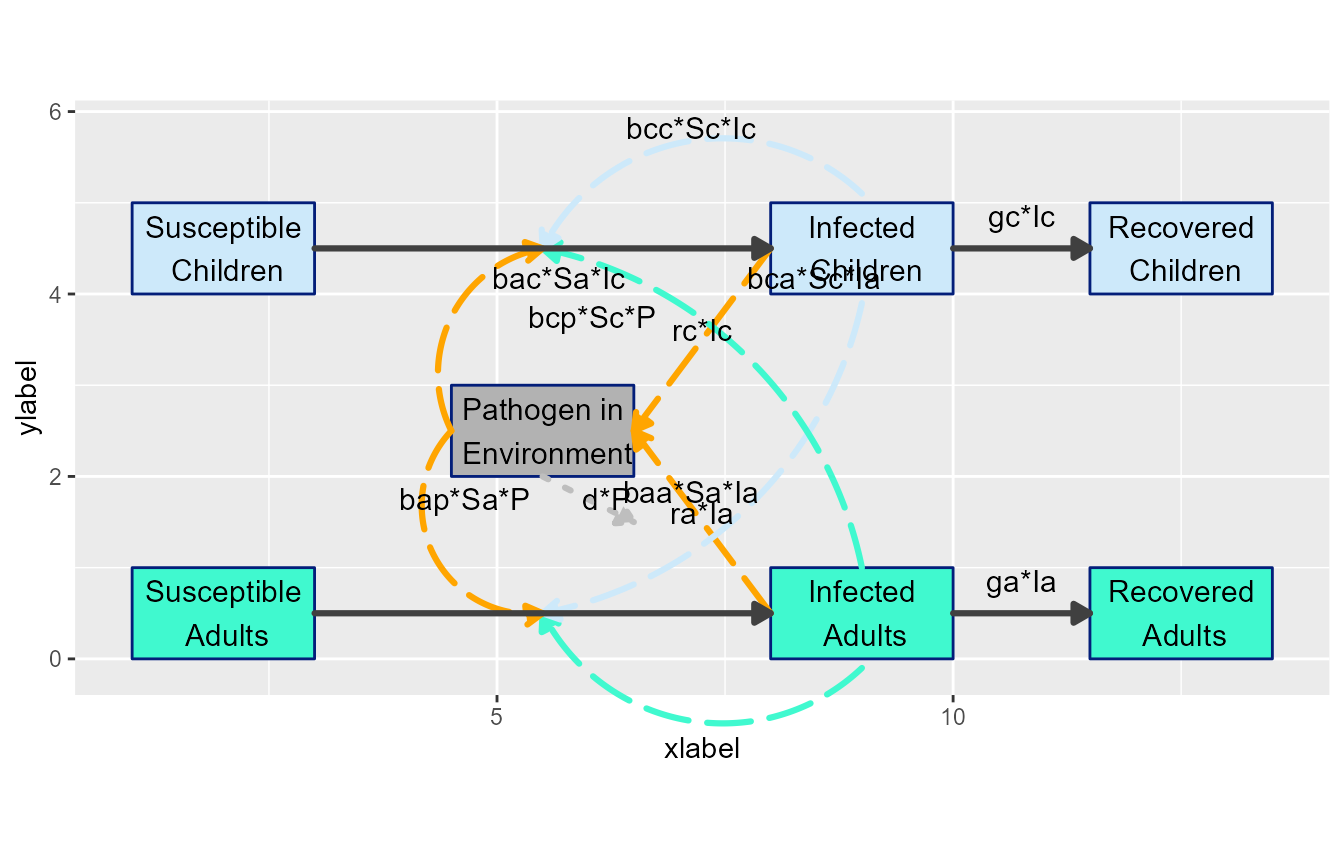 6
bcc*Sc*Ic
Susceptible
Children
Infected
Children
gc*Ic
Recovered
Children
bac*Sa*Ic
bca*Sc*Ia
4
bcp*Sc*P
rc*Ic
ylabel
Pathogen in
Environment
2
bap*Sa*P
d*P
baa*Sa*Ia
ra*Ia
Susceptible
Adults
Infected
Adults
ga*Ia
Recovered
Adults
0
5
10
xlabel